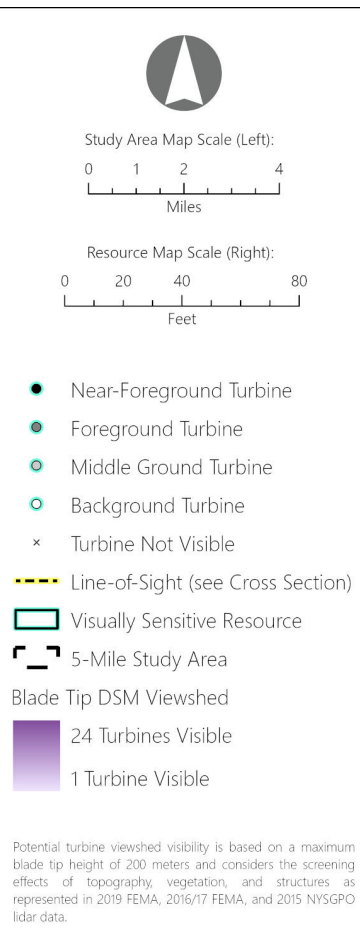 Study Area Map Scale (Left):
0 1 2 4
Miles
Resource Map Scale (Right):
0 20 40 80
Feet
Near-Foreground Turbine
Foreground Turbine
Middle Ground Turbine
Background Turbine
Turbine Not Visible
Line-of-Sight (see Cross Section)
Visually Sensitive Resource
5-Mile Study Area
Blade Tip DSM Viewshed
24 Turbines Visible
1 Turbine Visible
Potential turbine viewshed visibility is based on a maximum
blade tip height of 200 meters and considers the screening
effects of topography, vegetation, and structures as
represented in 2019 FEMA, 2016/17 FEMA, and 2015 NYSGPO
lidar data.